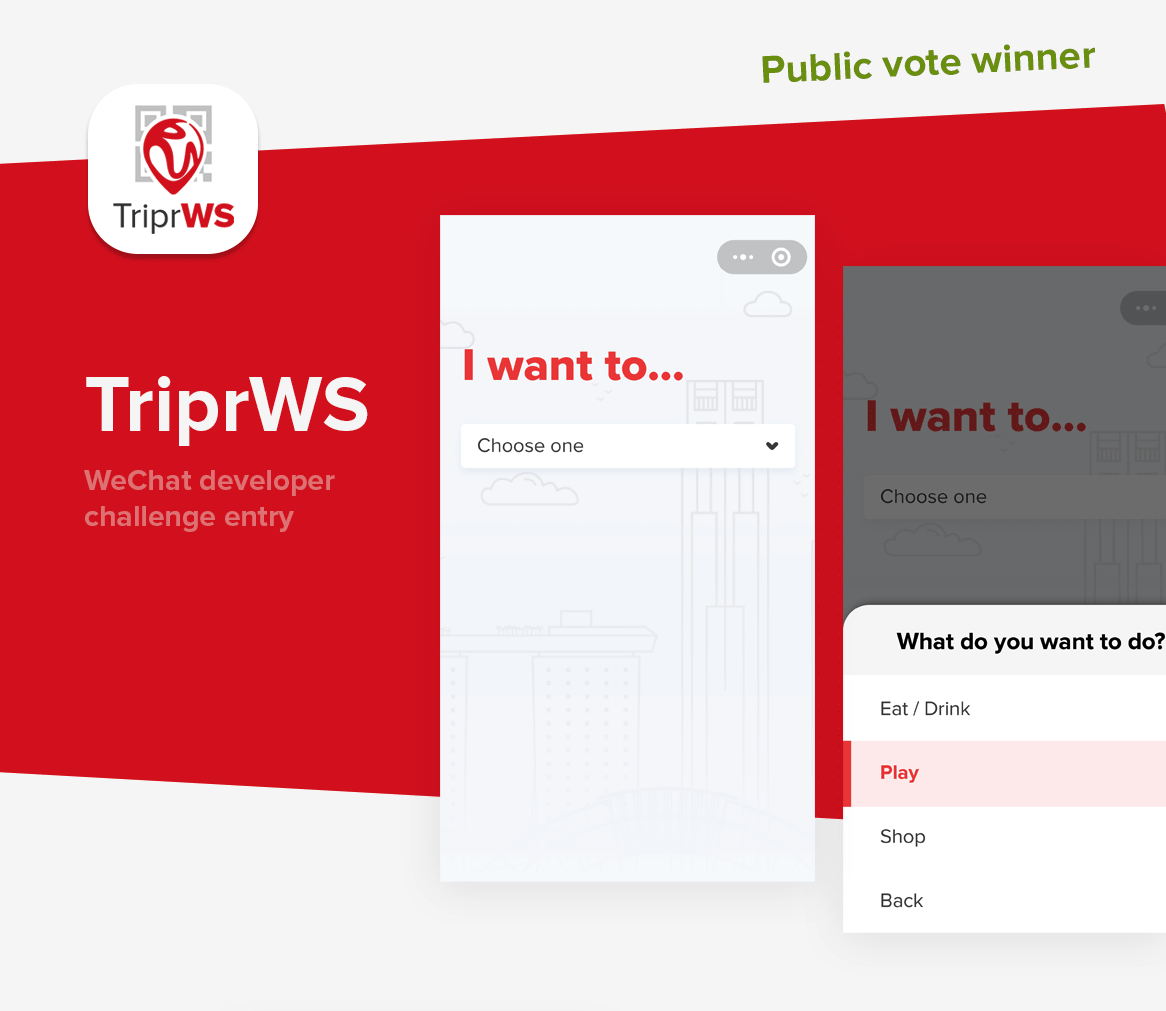 Public vote winner
TriprWS
TriprWS
WeChat developer
challenge entry
I want to...
Choose one
I want to...
Choose one
What do you want to do?
Eat / Drink
Play
Shop
Back